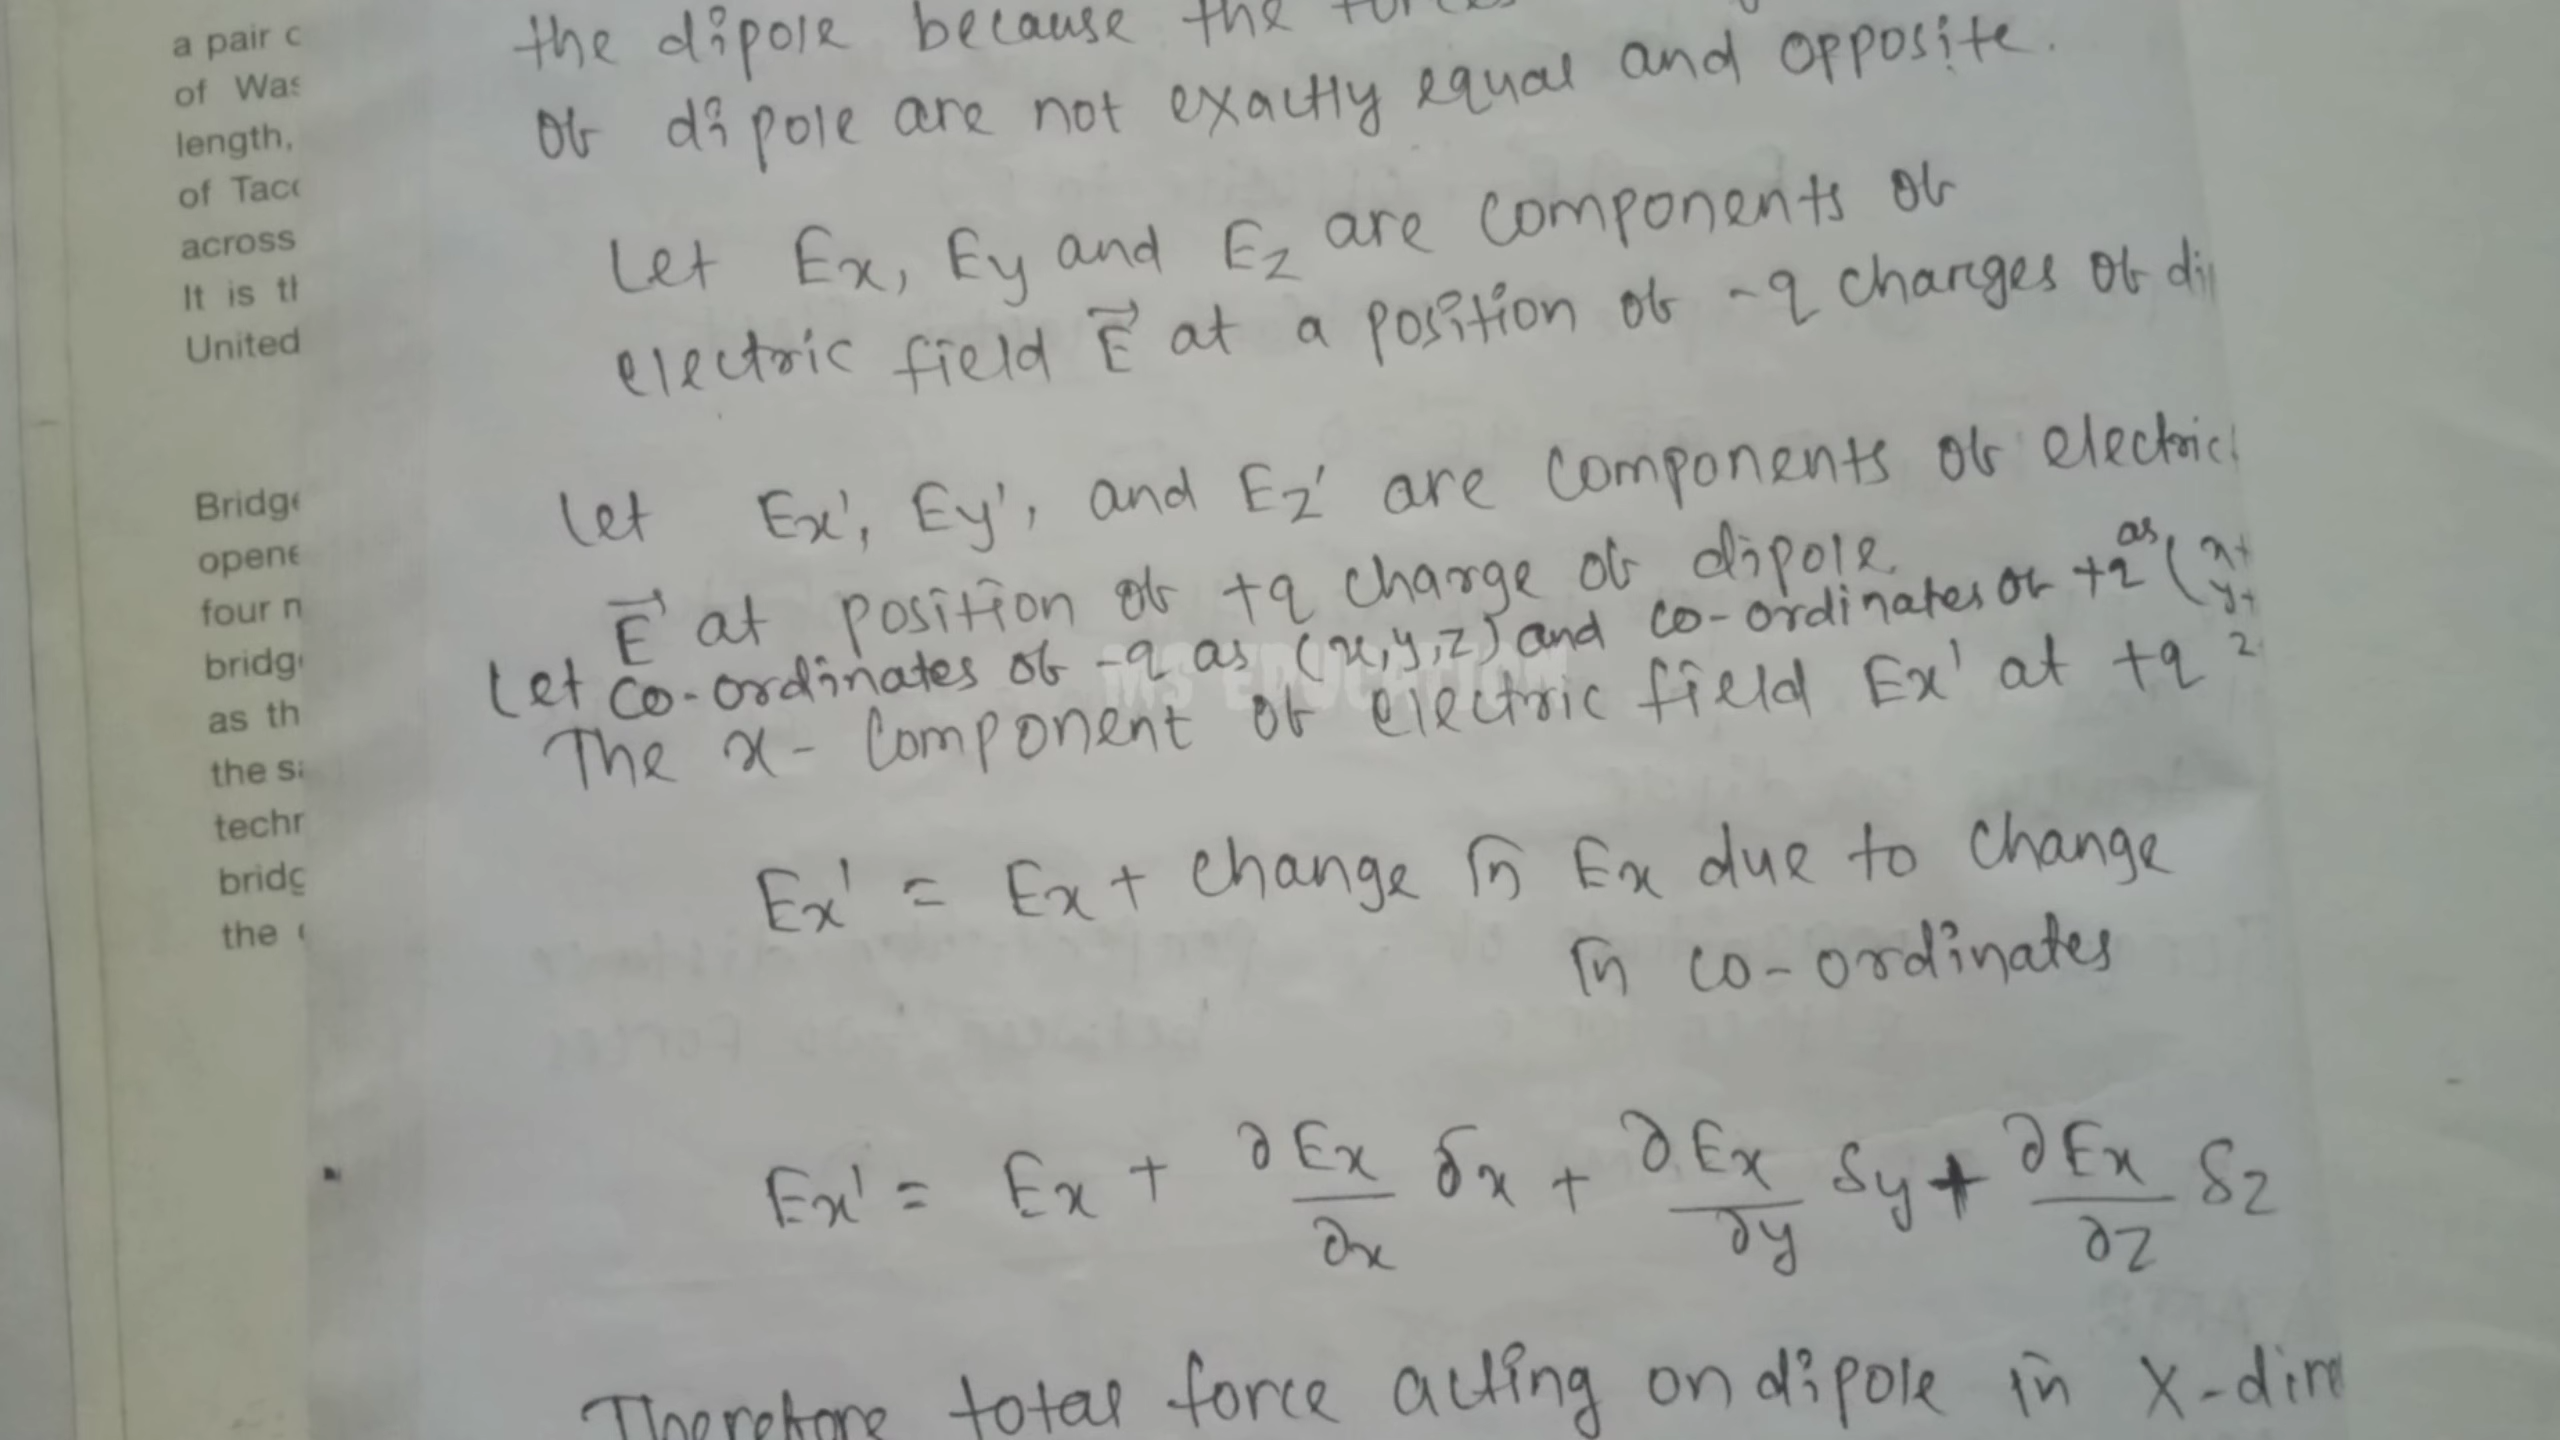 a pair
of Was
length,
of Tac
across
It is
United
Bridge
opene
four
bridg
as th
the
techr
bridg
the
the dipole because the
of dipole are not exactly equal and opposite.
Let Ex, Ey and Ez are components of
electric field E⃗ at a position of -q charges of di
Let Ex', Ey', and Ez' are components of electric
E⃗' at position of +q charge of dipole
Let co-ordinates of -q as (x,y,z) and co-ordinates of +q as (x+
y+
z
The x-component of electric field Ex' at +q
MS EDUCATION
Ex' = Ex + change in Ex due to change
in co-ordinates
Ex' = Ex + ∂Ex/∂x δx + ∂Ex/∂y δy + ∂Ex/∂z δz
Therefore total force acting on dipole in X-dire